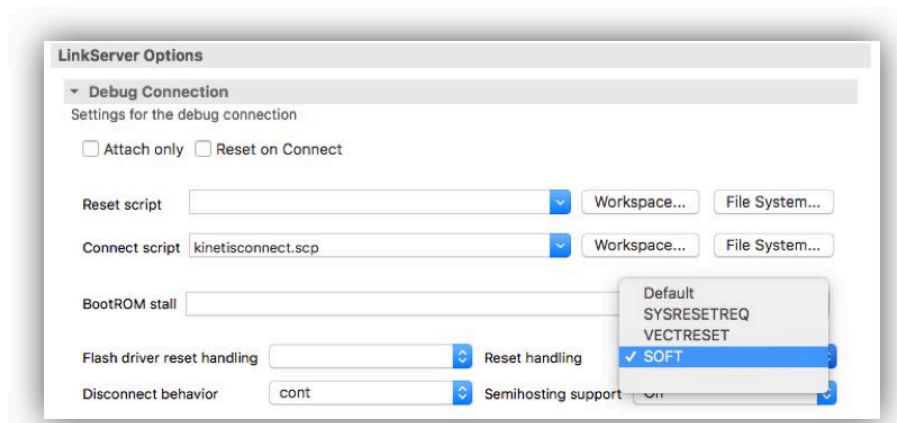 LinkServer Options
Debug Connection
Settings for the debug connection
Attach only Reset on Connect
Reset script Workspace... File System...
Connect script kinetisconnect.scp Workspace... File System...
BootROM stall
Default
SYSRESETREQ
VECTRESET
Flash driver reset handling Reset handling ✓ SOFT
Disconnect behavior cont Semihosting support On